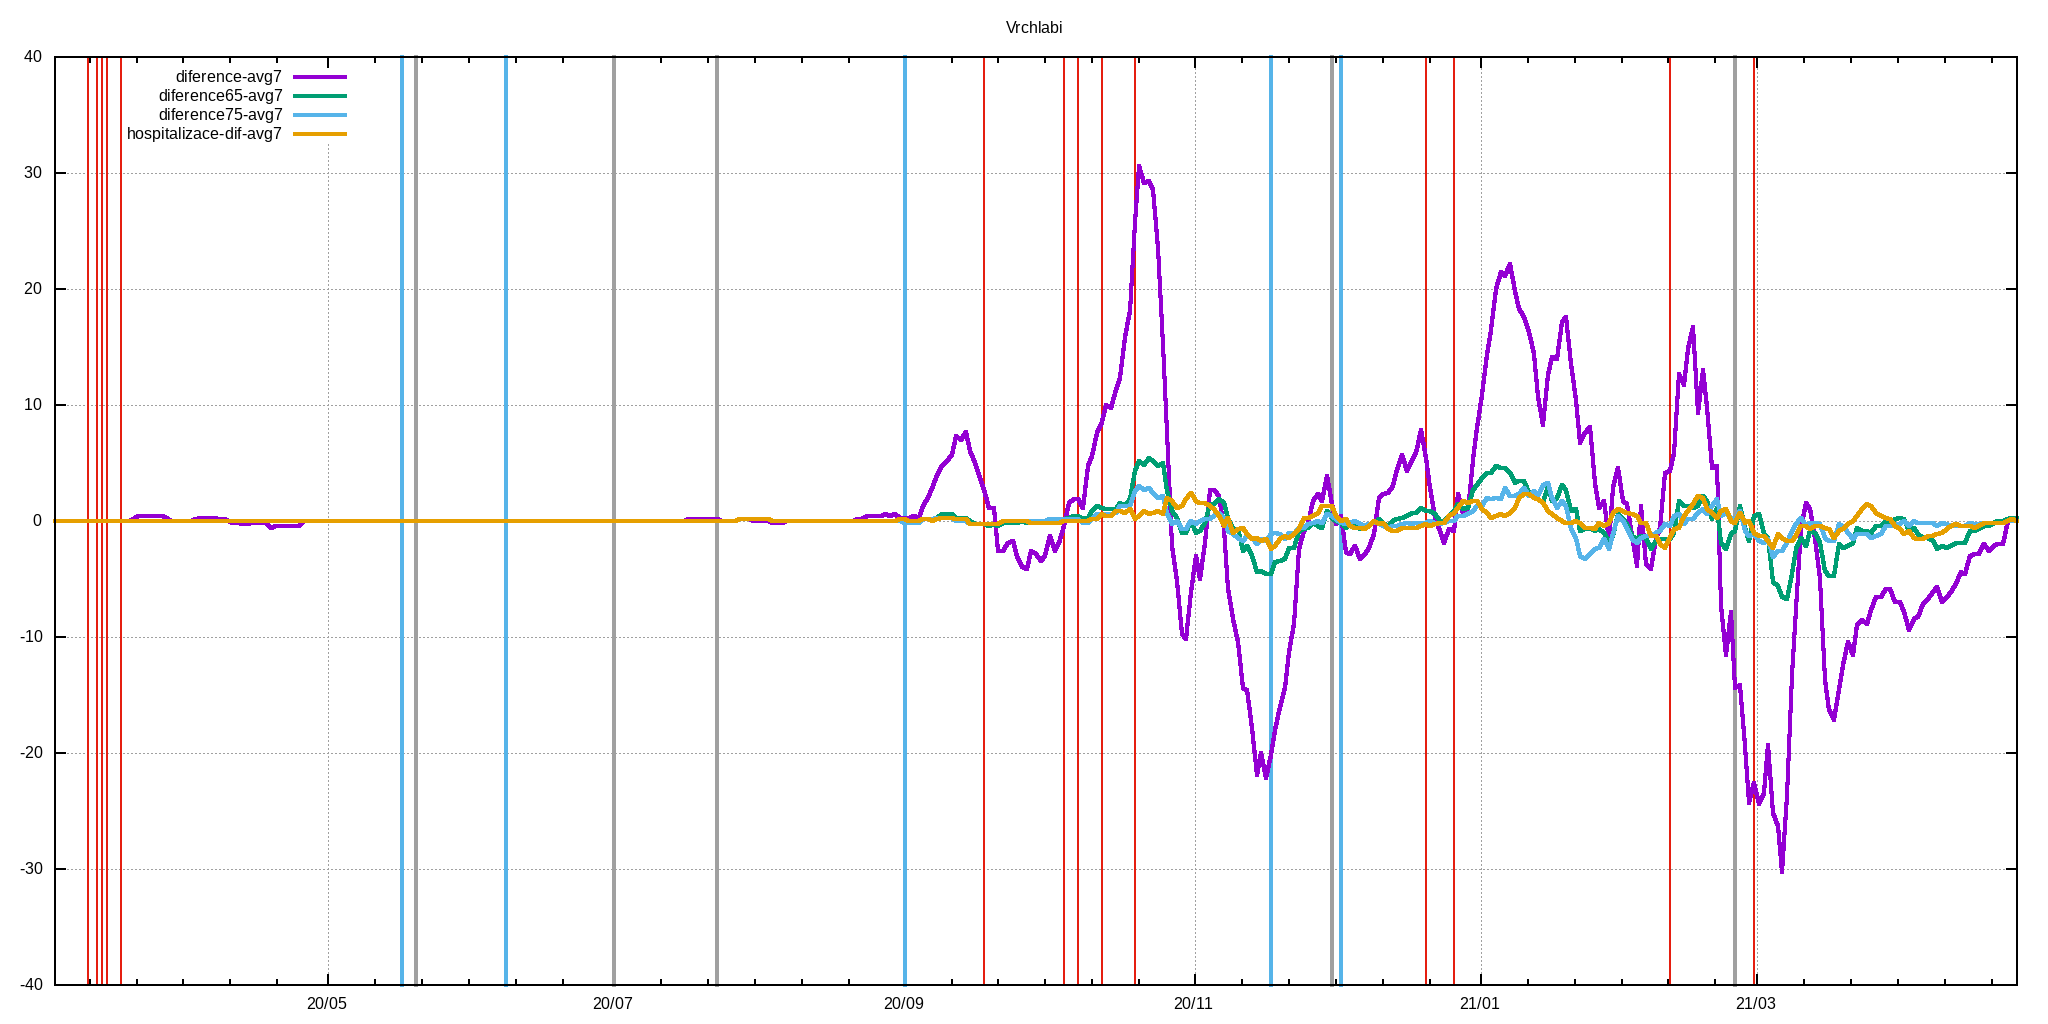 Vrchlabi
40
diference-avg7
diference65-avg7
diference75-avg7
hospitalizace-dif-avg7
30
20
10
0
-10
-20
-30
-40
20/05 20/07 20/09 20/11 21/01 21/03